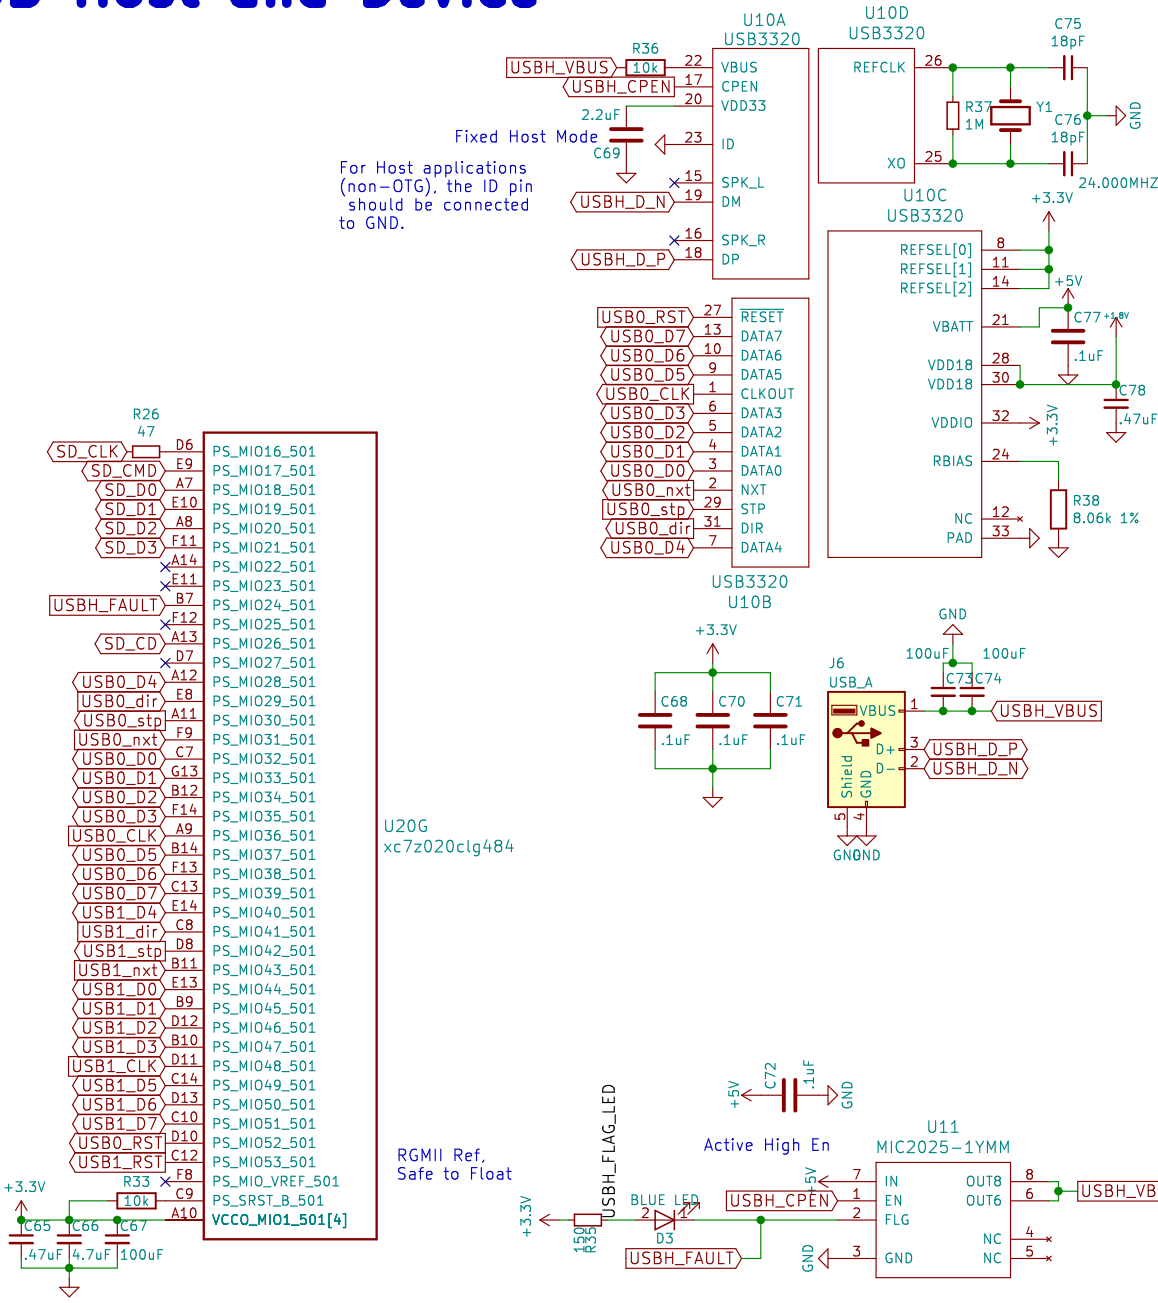 U10A
USB3320
USBH_VBUS
R36
10k
22 VBUS
USBH_CPEN
17 CPEN
20 VDD33
2.2uF
C69
Fixed Host Mode
23 ID
For Host applications
(non-OTG), the ID pin
should be connected
to GND.
15 SPK_L
USBH_D_N 19 DM
16 SPK_R
USBH_D_P 18 DP
U10D
USB3320
REFCLK 26
XO 25
R37
1M
Y1
C75
18pF
C76
18pF
GND
24.000MHZ
U10C
USB3320
+3.3V
REFSEL[0] 8
REFSEL[1] 11
REFSEL[2] 14
+5V
VBATT 21
C77
.1uF
+1.8V
VDD18 28
VDD18 30
C78
.47uF
VDDIO 32
+3.3V
RBIAS 24
R38
8.06k 1%
NC 12
PAD 33
USB0_RST 27 RESET
USB0_D7 13 DATA7
USB0_D6 10 DATA6
USB0_D5 9 DATA5
USB0_CLK 1 CLKOUT
USB0_D3 6 DATA3
USB0_D2 5 DATA2
USB0_D1 4 DATA1
USB0_D0 3 DATA0
USB0_nxt 2 NXT
USB0_stp 29 STP
USB0_dir 31 DIR
USB0_D4 7 DATA4
USB3320
U10B
R26
47
SD_CLK D6 PS_MIO16_501
SD_CMD E9 PS_MIO17_501
SD_D0 A7 PS_MIO18_501
SD_D1 E10 PS_MIO19_501
SD_D2 A8 PS_MIO20_501
SD_D3 F11 PS_MIO21_501
A14 PS_MIO22_501
E11 PS_MIO23_501
USBH_FAULT B7 PS_MIO24_501
F12 PS_MIO25_501
SD_CD A13 PS_MIO26_501
D7 PS_MIO27_501
USB0_D4 A12 PS_MIO28_501
USB0_dir E8 PS_MIO29_501
USB0_stp A11 PS_MIO30_501
USB0_nxt F9 PS_MIO31_501
USB0_D0 C7 PS_MIO32_501
USB0_D1 G13 PS_MIO33_501
USB0_D2 B12 PS_MIO34_501
USB0_D3 F14 PS_MIO35_501
USB0_CLK A9 PS_MIO36_501
USB0_D5 B14 PS_MIO37_501
USB0_D6 F13 PS_MIO38_501
USB0_D7 C13 PS_MIO39_501
USB1_D4 E14 PS_MIO40_501
USB1_dir C8 PS_MIO41_501
USB1_stp D8 PS_MIO42_501
USB1_nxt B11 PS_MIO43_501
USB1_D0 E13 PS_MIO44_501
USB1_D1 B9 PS_MIO45_501
USB1_D2 D12 PS_MIO46_501
USB1_D3 B10 PS_MIO47_501
USB1_CLK D11 PS_MIO48_501
USB1_D5 C14 PS_MIO49_501
USB1_D6 D13 PS_MIO50_501
USB1_D7 C10 PS_MIO51_501
USB0_RST D10 PS_MIO52_501
USB1_RST C12 PS_MIO53_501
F8 PS_MIO_VREF_501
R33
10k
C9 PS_SRST_B_501
A10 VCCO_MIO1_501[4]
+3.3V
C65
.47uF
C66
4.7uF
C67
100uF
U20G
xc7z020clg484
RGMII Ref,
Safe to Float
+3.3V
C68
.1uF
C70
.1uF
C71
.1uF
GND
100uF
100uF
C73
C74
J6
USB_A
VBUS 1
USBH_VBUS
D+ 3 USBH_D_P
D- 2 USBH_D_N
Shield
GND
5
4
GND
GND
+5V
C72
.1uF
GND
Active High En
U11
MIC2025-1YMM
+5V
7 IN
USBH_CPEN 1 EN
2 FLG
3 GND
GND
OUT8 8
OUT6 6
NC 4
NC 5
USBH_VB
USBH_FLAG_LED
+3.3V
150
R35
BLUE LED
2
1
D3
USBH_FAULT